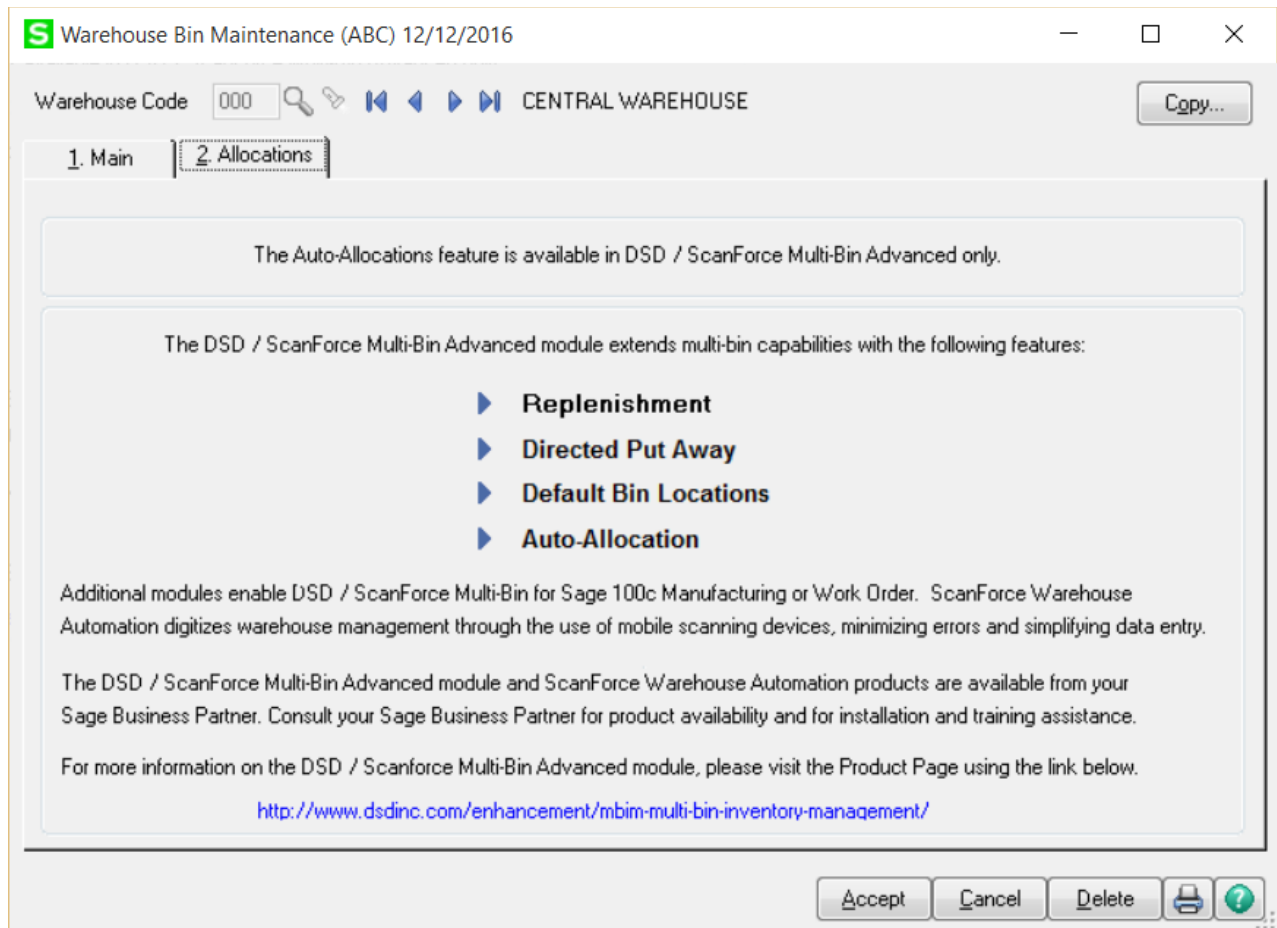 S Warehouse Bin Maintenance (ABC) 12/12/2016
Warehouse Code 000 CENTRAL WAREHOUSE Copy...
1. Main 2. Allocations
The Auto-Allocations feature is available in DSD / ScanForce Multi-Bin Advanced only.
The DSD / ScanForce Multi-Bin Advanced module extends multi-bin capabilities with the following features:
Replenishment
Directed Put Away
Default Bin Locations
Auto-Allocation
Additional modules enable DSD / ScanForce Multi-Bin for Sage 100c Manufacturing or Work Order. ScanForce Warehouse
Automation digitizes warehouse management through the use of mobile scanning devices, minimizing errors and simplifying data entry.
The DSD / ScanForce Multi-Bin Advanced module and ScanForce Warehouse Automation products are available from your
Sage Business Partner. Consult your Sage Business Partner for product availability and for installation and training assistance.
For more information on the DSD / Scanforce Multi-Bin Advanced module, please visit the Product Page using the link below.
http://www.dsdinc.com/enhancement/mbim-multi-bin-inventory-management/
Accept Cancel Delete ?